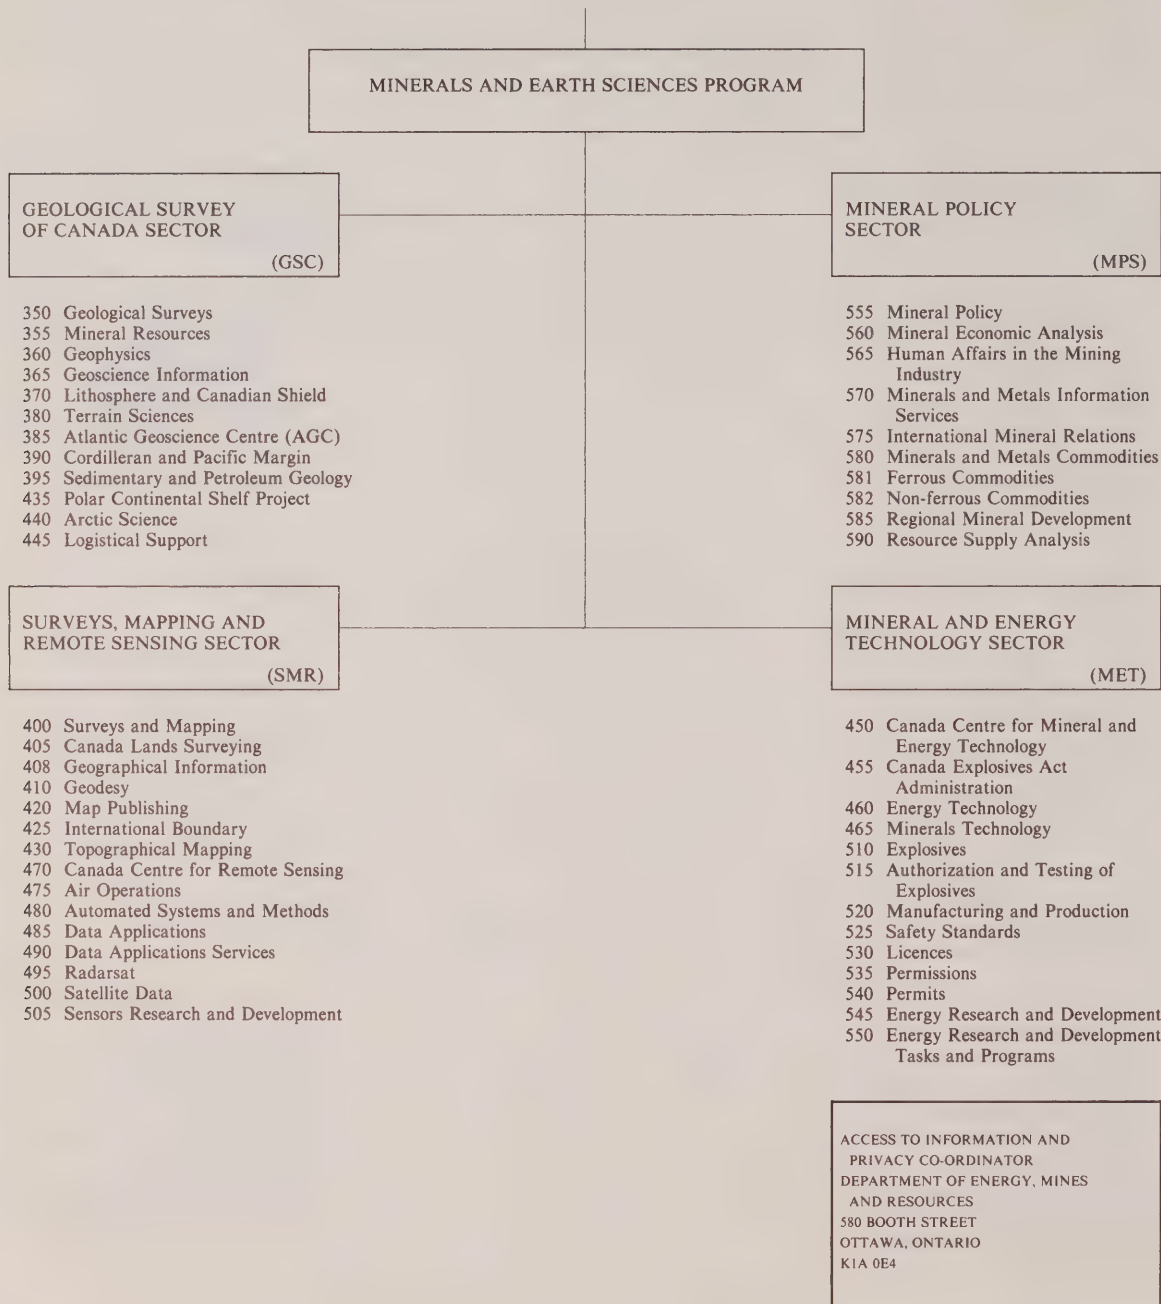 MINERALS AND EARTH SCIENCES PROGRAM
GEOLOGICAL SURVEY
OF CANADA SECTOR
(GSC)
350 Geological Surveys
355 Mineral Resources
360 Geophysics
365 Geoscience Information
370 Lithosphere and Canadian Shield
380 Terrain Sciences
385 Atlantic Geoscience Centre (AGC)
390 Cordilleran and Pacific Margin
395 Sedimentary and Petroleum Geology
435 Polar Continental Shelf Project
440 Arctic Science
445 Logistical Support
MINERAL POLICY
SECTOR
(MPS)
555 Mineral Policy
560 Mineral Economic Analysis
565 Human Affairs in the Mining
Industry
570 Minerals and Metals Information
Services
575 International Mineral Relations
580 Minerals and Metals Commodities
581 Ferrous Commodities
582 Non-ferrous Commodities
585 Regional Mineral Development
590 Resource Supply Analysis
SURVEYS, MAPPING AND
REMOTE SENSING SECTOR
(SMR)
400 Surveys and Mapping
405 Canada Lands Surveying
408 Geographical Information
410 Geodesy
420 Map Publishing
425 International Boundary
430 Topographical Mapping
470 Canada Centre for Remote Sensing
475 Air Operations
480 Automated Systems and Methods
485 Data Applications
490 Data Applications Services
495 Radarsat
500 Satellite Data
505 Sensors Research and Development
MINERAL AND ENERGY
TECHNOLOGY SECTOR
(MET)
450 Canada Centre for Mineral and
Energy Technology
455 Canada Explosives Act
Administration
460 Energy Technology
465 Minerals Technology
510 Explosives
515 Authorization and Testing of
Explosives
520 Manufacturing and Production
525 Safety Standards
530 Licences
535 Permissions
540 Permits
545 Energy Research and Development
550 Energy Research and Development
Tasks and Programs
ACCESS TO INFORMATION AND
PRIVACY CO-ORDINATOR
DEPARTMENT OF ENERGY, MINES
AND RESOURCES
580 BOOTH STREET
OTTAWA, ONTARIO
K1A 0E4